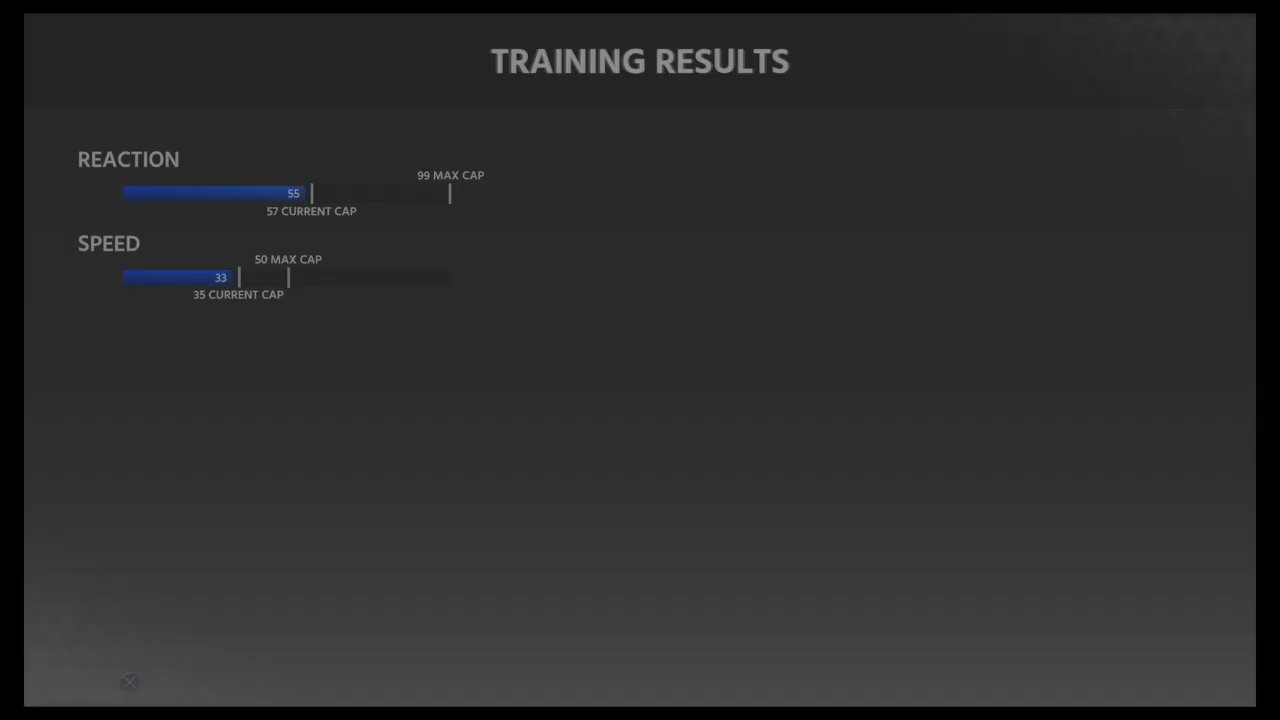 TRAINING RESULTS
REACTION
99 MAX CAP
55
57 CURRENT CAP
SPEED
50 MAX CAP
33
35 CURRENT CAP